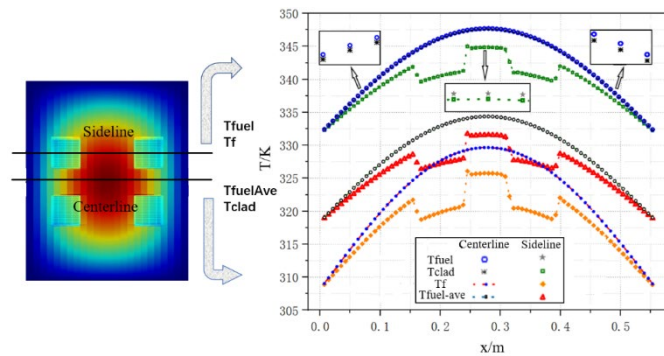 Sideline
Centerline
Tfuel
Tf
TfuelAve
Tclad
T/K
350
345
340
335
330
325
320
315
310
305
Centerline Sideline
Tfuel
Tclad
Tf
Tfuel-ave
0.0 0.1 0.2 0.3 0.4 0.5
x/m